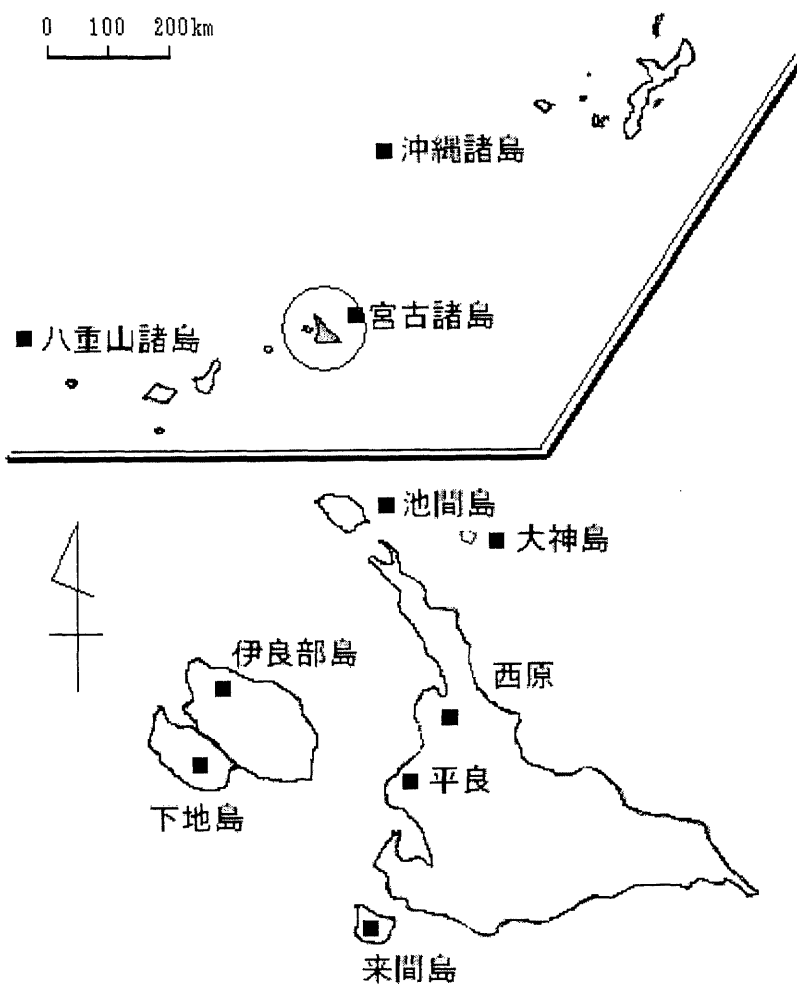 0 100 200km
沖縄諸島
宮古諸島
八重山諸島
池間島
大神島
伊良部島
西原
平良
下地島
来間島